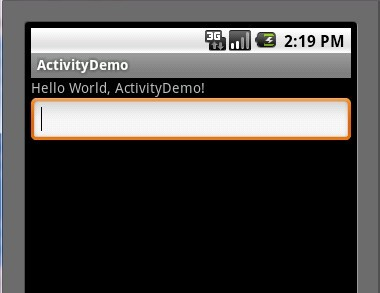 3G 2:19 PM
ActivityDemo
Hello World, ActivityDemo!